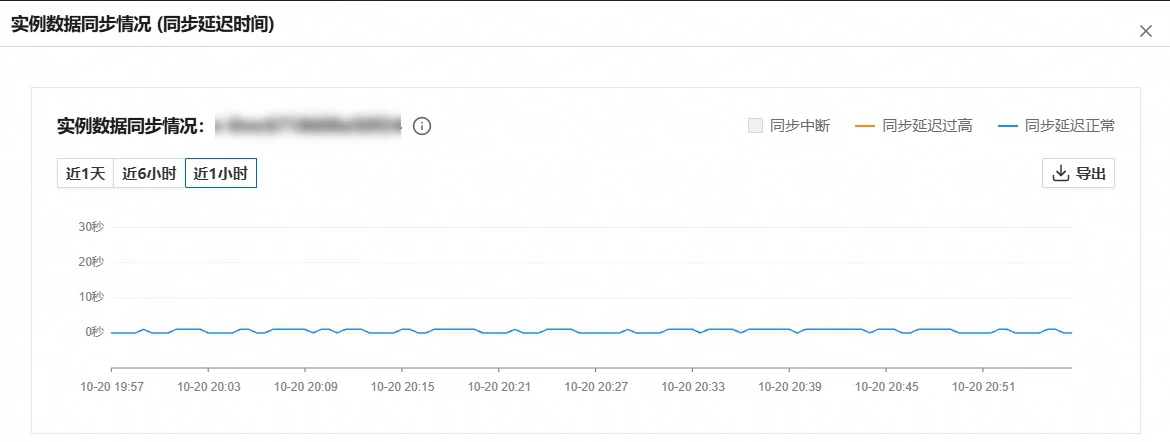 实例数据同步情况 (同步延迟时间)
实例数据同步情况：
同步中断 同步延迟过高 同步延迟正常
近1天 近6小时 近1小时 导出
30秒
20秒
10秒
0秒
10-20 19:57 10-20 20:03 10-20 20:09 10-20 20:15 10-20 20:21 10-20 20:27 10-20 20:33 10-20 20:39 10-20 20:45 10-20 20:51